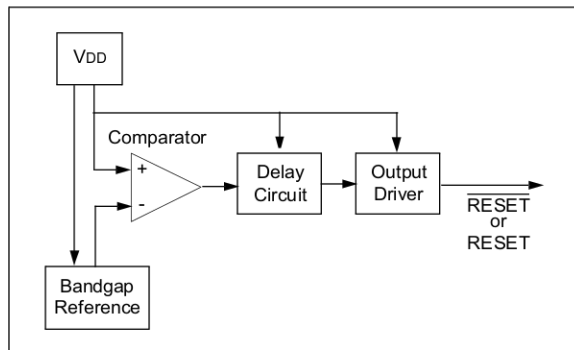 VDD
Comparator
+
-
Delay
Circuit
Output
Driver
RESET
or
RESET
Bandgap
Reference